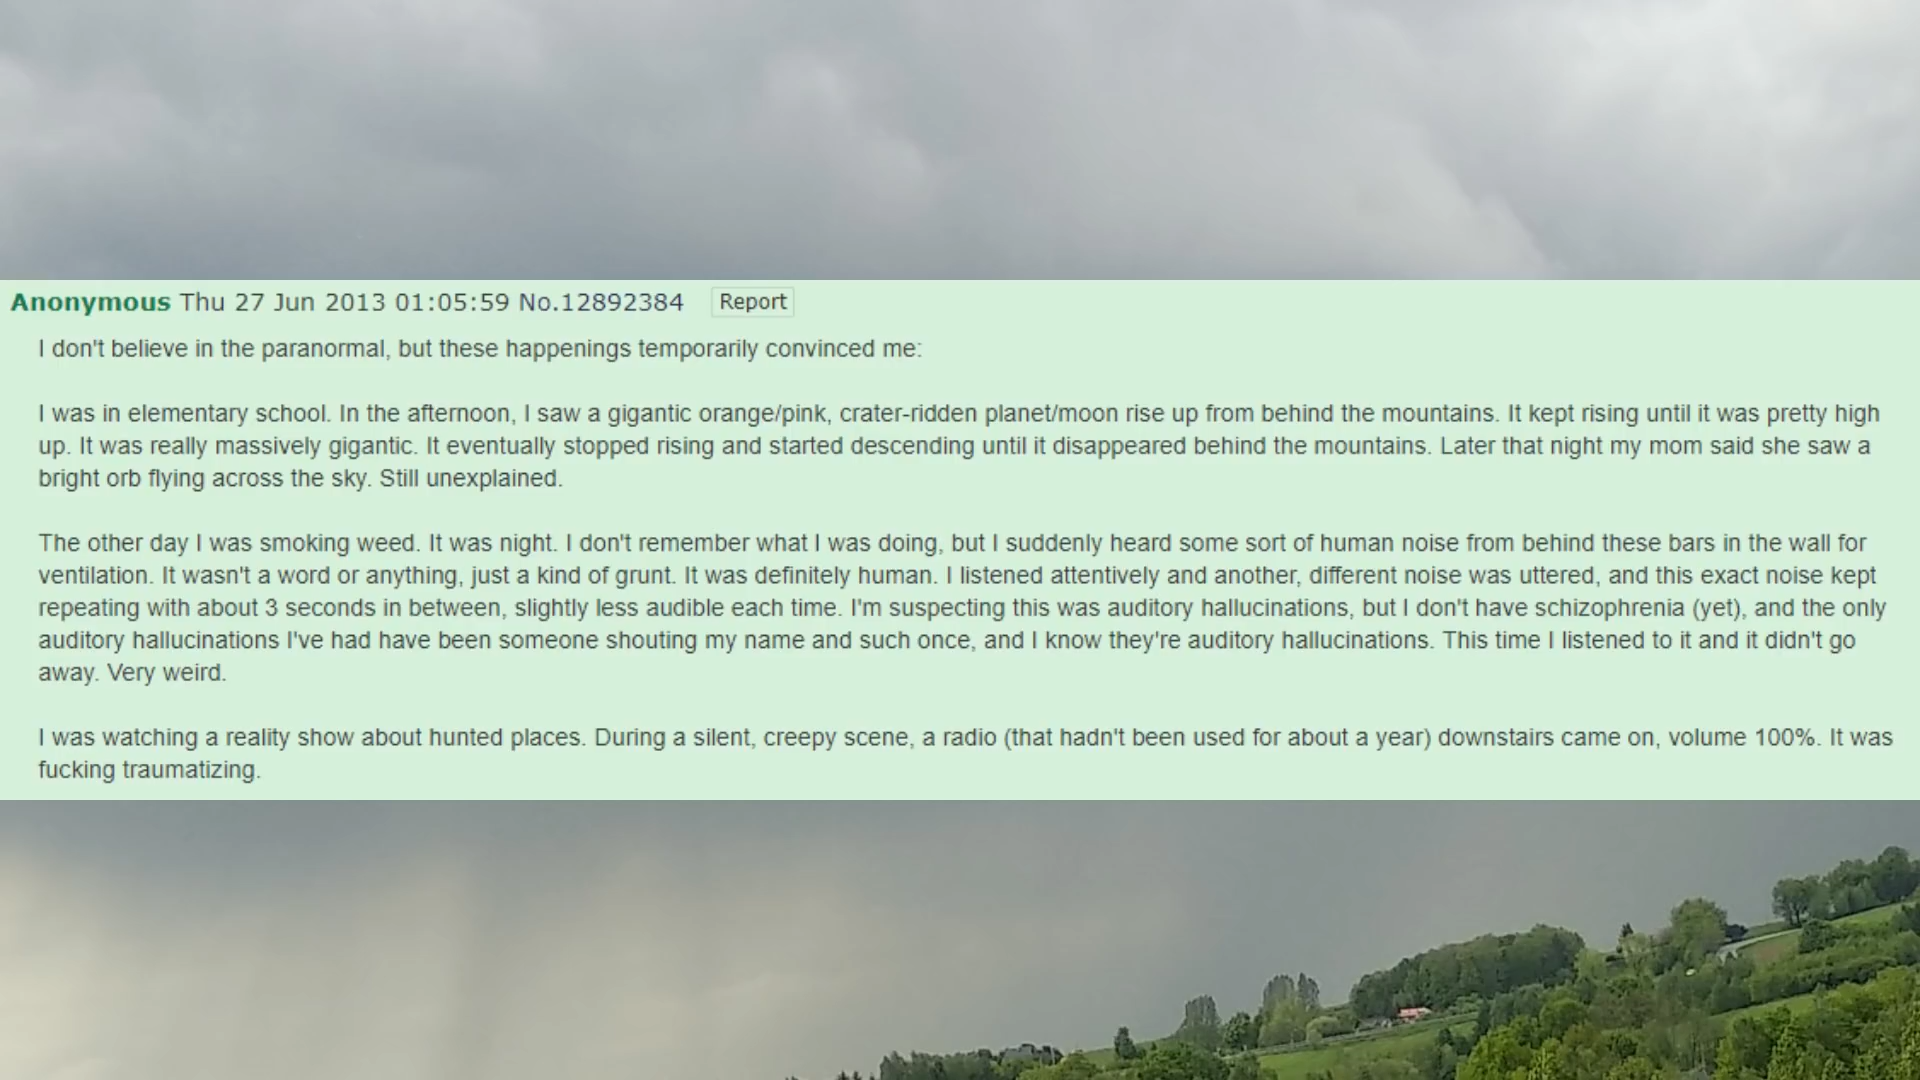 Anonymous Thu 27 Jun 2013 01:05:59 No.12892384 Report
I don't believe in the paranormal, but these happenings temporarily convinced me:
I was in elementary school. In the afternoon, I saw a gigantic orange/pink, crater-ridden planet/moon rise up from behind the mountains. It kept rising until it was pretty high
up. It was really massively gigantic. It eventually stopped rising and started descending until it disappeared behind the mountains. Later that night my mom said she saw a
bright orb flying across the sky. Still unexplained.
The other day I was smoking weed. It was night. I don't remember what I was doing, but I suddenly heard some sort of human noise from behind these bars in the wall for
ventilation. It wasn't a word or anything, just a kind of grunt. It was definitely human. I listened attentively and another, different noise was uttered, and this exact noise kept
repeating with about 3 seconds in between, slightly less audible each time. I'm suspecting this was auditory hallucinations, but I don't have schizophrenia (yet), and the only
auditory hallucinations I've had have been someone shouting my name and such once, and I know they're auditory hallucinations. This time I listened to it and it didn't go
away. Very weird.
I was watching a reality show about hunted places. During a silent, creepy scene, a radio (that hadn't been used for about a year) downstairs came on, volume 100%. It was
fucking traumatizing.